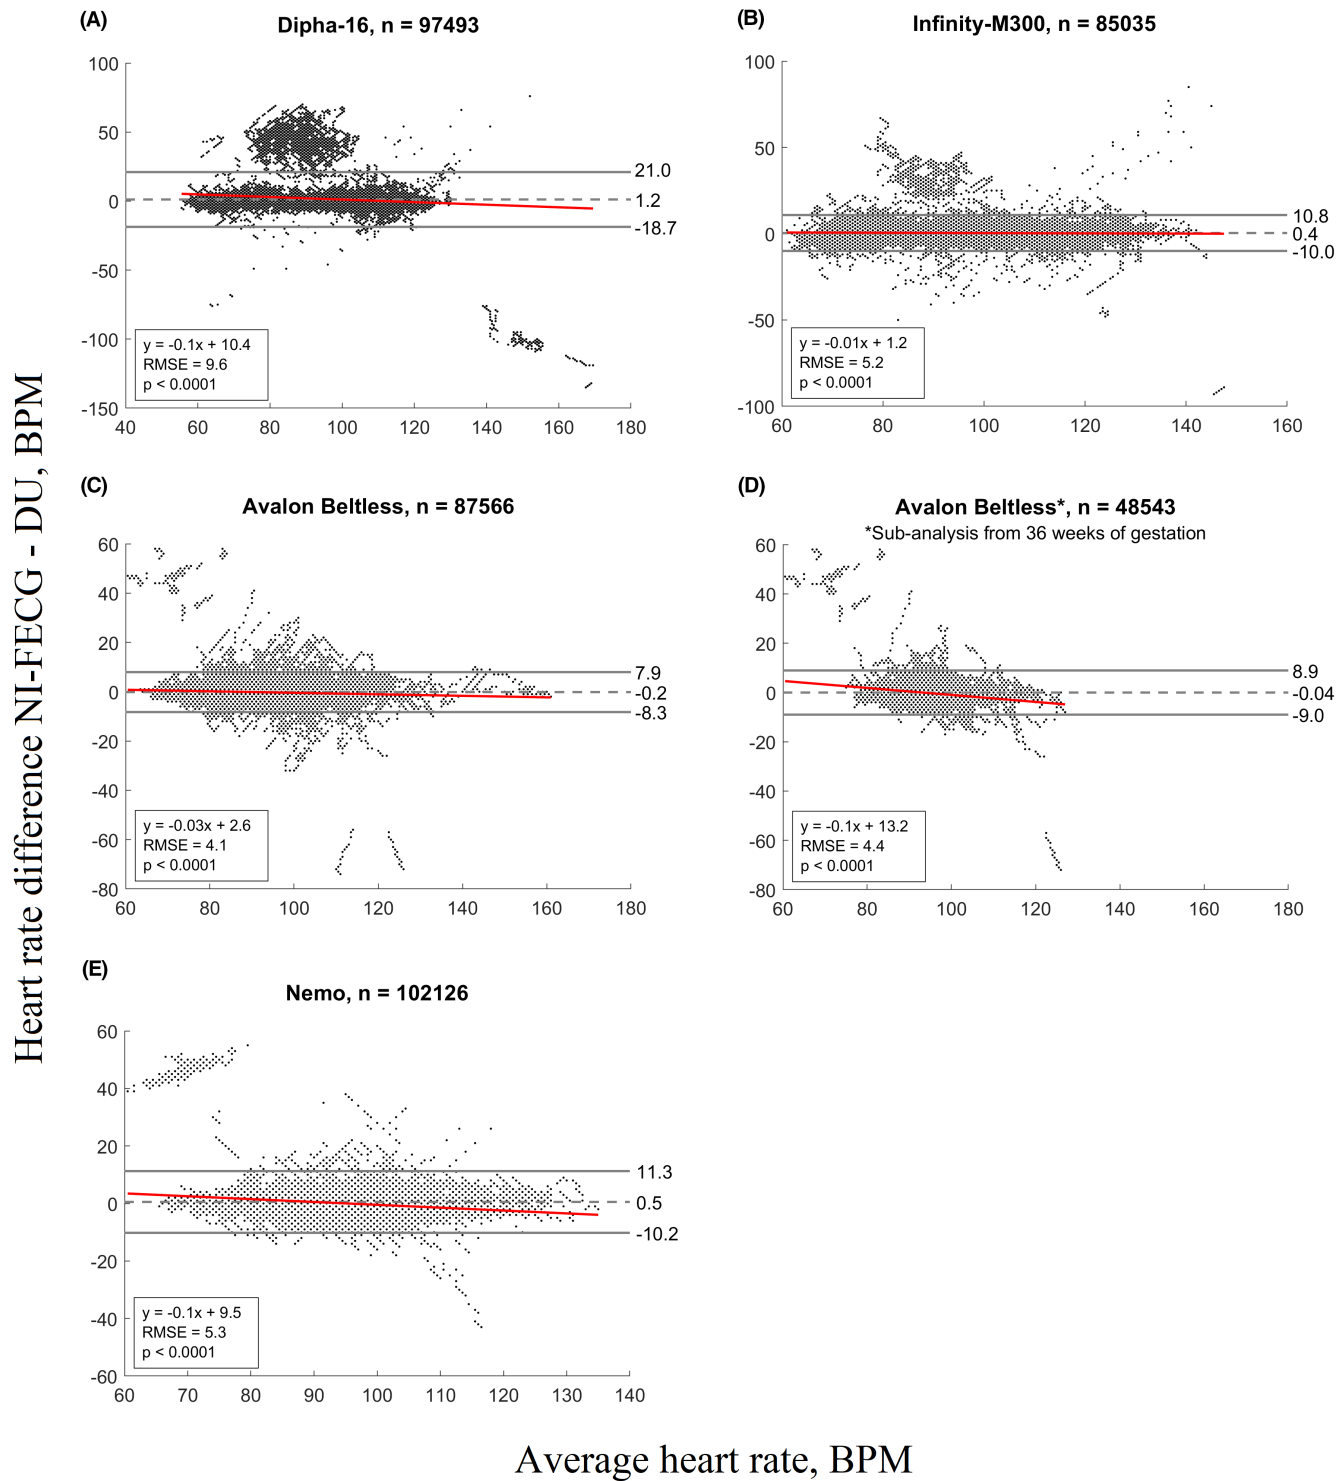 Heart rate difference NI-FECG - DU, BPM
(A)
Dipha-16, n = 97493
100
50
0
-50
-100
-150
21.0
1.2
-18.7
y = -0.1x + 10.4
RMSE = 9.6
p < 0.0001
40 60 80 100 120 140 160 180
(B)
Infinity-M300, n = 85035
100
50
0
-50
-100
10.8
0.4
-10.0
y = -0.01x + 1.2
RMSE = 5.2
p < 0.0001
60 80 100 120 140 160
(C)
Avalon Beltless, n = 87566
60
40
20
0
-20
-40
-60
-80
7.9
-0.2
-8.3
y = -0.03x + 2.6
RMSE = 4.1
p < 0.0001
60 80 100 120 140 160 180
(D)
Avalon Beltless*, n = 48543
*Sub-analysis from 36 weeks of gestation
60
40
20
0
-20
-40
-60
-80
8.9
-0.04
-9.0
y = -0.1x + 13.2
RMSE = 4.4
p < 0.0001
60 80 100 120 140 160 180
(E)
Nemo, n = 102126
60
40
20
0
-20
-40
-60
11.3
0.5
-10.2
y = -0.1x + 9.5
RMSE = 5.3
p < 0.0001
60 70 80 90 100 110 120 130 140
Average heart rate, BPM